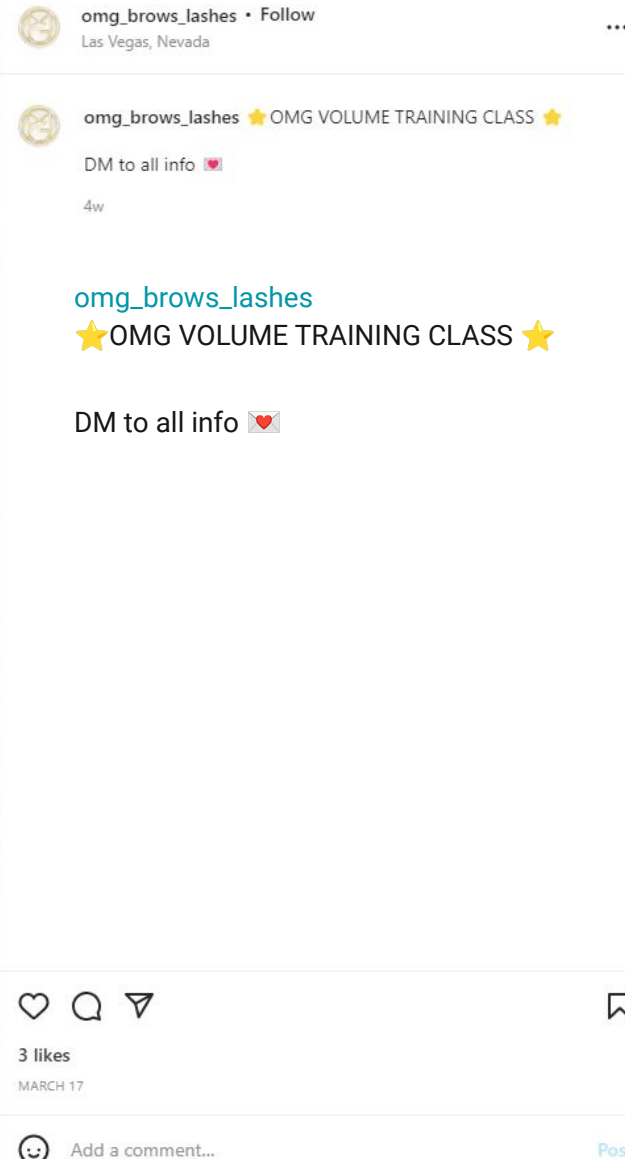 omg_brows_lashes • Follow
Las Vegas, Nevada
omg_brows_lashes ⭐OMG VOLUME TRAINING CLASS ⭐
DM to all info 💌
4w
omg_brows_lashes
⭐OMG VOLUME TRAINING CLASS ⭐
DM to all info 💌
3 likes
MARCH 17
Add a comment...
Pos